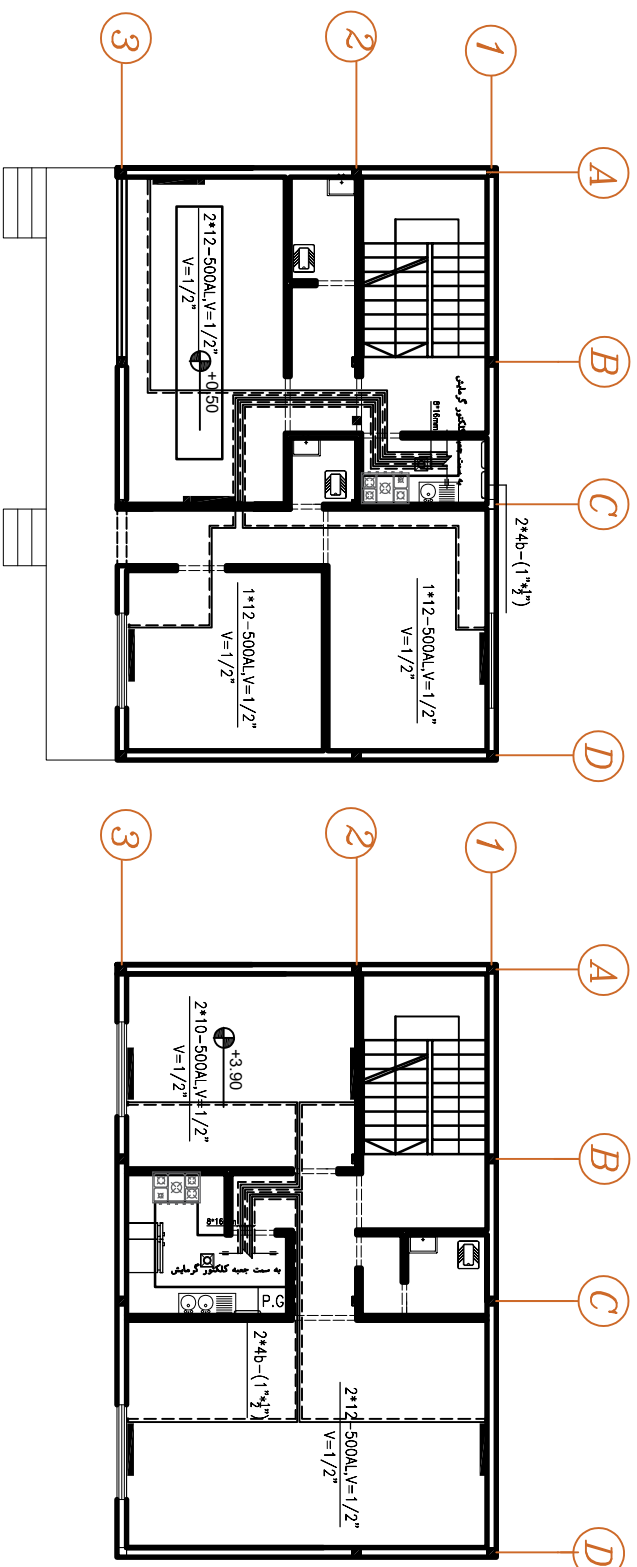 1
2
3
A
B
C
D
2*12-500AL,V=1/2"
V=1/2"
+0.50
8*16mm
به سمت جعبه کلکتور گرمایش
2*4b-(1"*½")
1*12-500AL,V=1/2"
V=1/2"
1*12-500AL,V=1/2"
V=1/2"
1
2
3
A
B
C
D
2*10-500AL,V=1/2"
V=1/2"
+3.90
8*16mm
به سمت جعبه کلکتور گرمایش
P.G
2*4b-(1"*½")
2*12-500AL,V=1/2"
V=1/2"